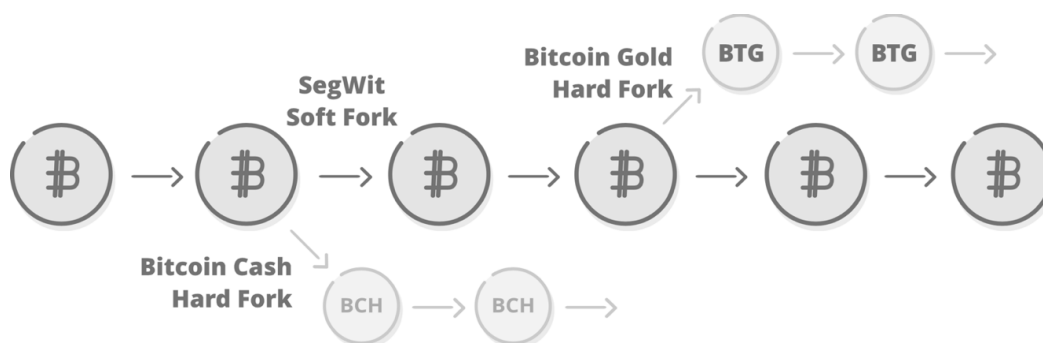 BTG
BTG
Bitcoin Gold
Hard Fork
SegWit
Soft Fork
Bitcoin Cash
Hard Fork
BCH
BCH